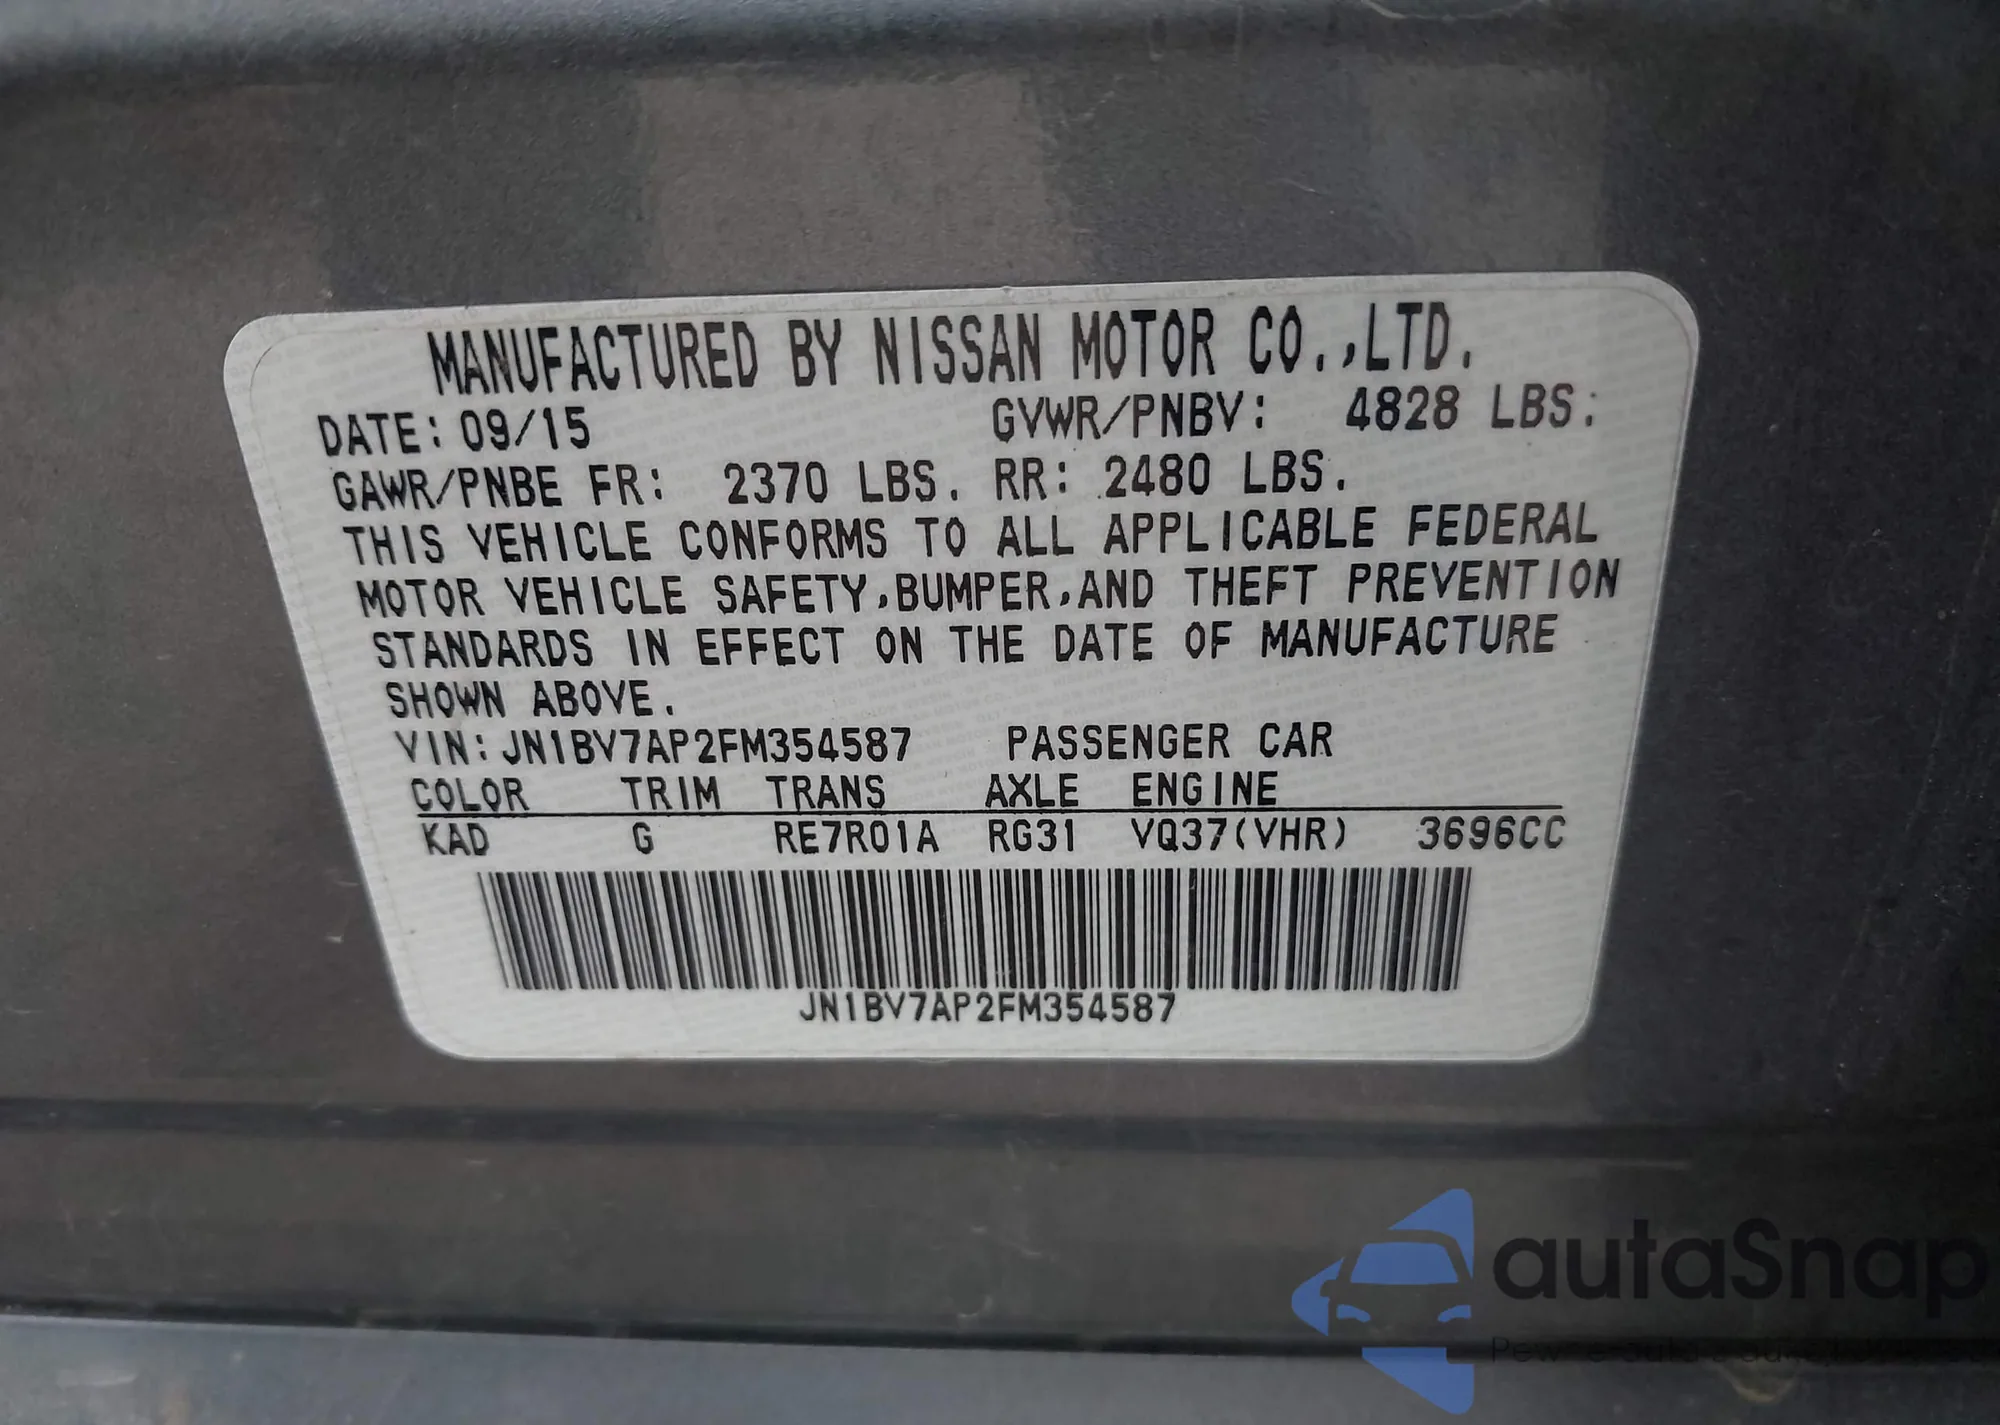 MANUFACTURED BY NISSAN MOTOR CO.,LTD.
DATE: 09/15 GVWR/PNBV: 4828 LBS.
GAWR/PNBE FR: 2370 LBS. RR: 2480 LBS.
THIS VEHICLE CONFORMS TO ALL APPLICABLE FEDERAL
MOTOR VEHICLE SAFETY,BUMPER,AND THEFT PREVENTION
STANDARDS IN EFFECT ON THE DATE OF MANUFACTURE
SHOWN ABOVE.
VIN: JN1BV7AP2FM354587 PASSENGER CAR
COLOR TRIM TRANS AXLE ENGINE
KAD G RE7R01A RG31 VQ37(VHR) 3696CC
JN1BV7AP2FM354587
autaSnap